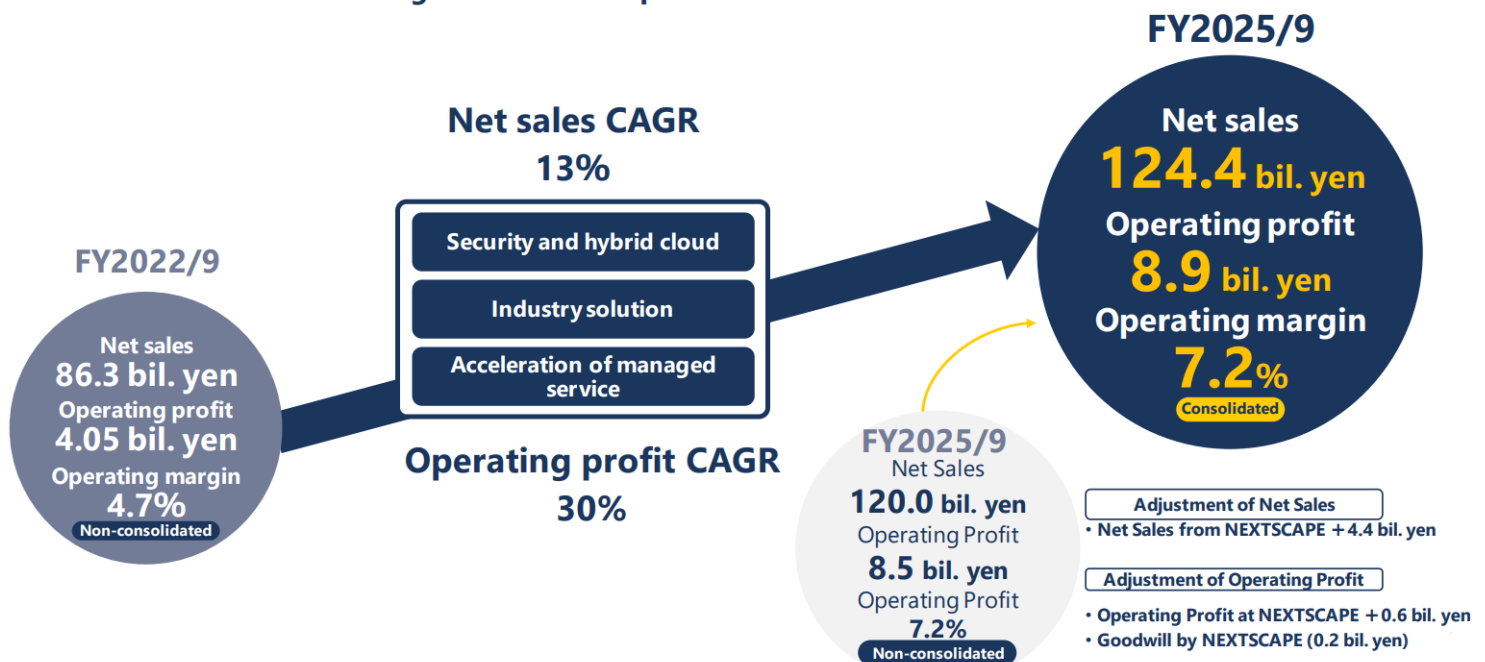 FY2025/9
Net sales
124.4 bil. yen
Operating profit
8.9 bil. yen
Operating margin
7.2%
Consolidated
Net sales CAGR
13%
Security and hybrid cloud
Industry solution
Acceleration of managed
service
Operating profit CAGR
30%
FY2022/9
Net sales
86.3 bil. yen
Operating profit
4.05 bil. yen
Operating margin
4.7%
Non-consolidated
FY2025/9
Net Sales
120.0 bil. yen
Operating Profit
8.5 bil. yen
Operating Profit
7.2%
Non-consolidated
Adjustment of Net Sales
・Net Sales from NEXTSCAPE +4.4 bil. yen
Adjustment of Operating Profit
・Operating Profit at NEXTSCAPE +0.6 bil. yen
・Goodwill by NEXTSCAPE (0.2 bil. yen)